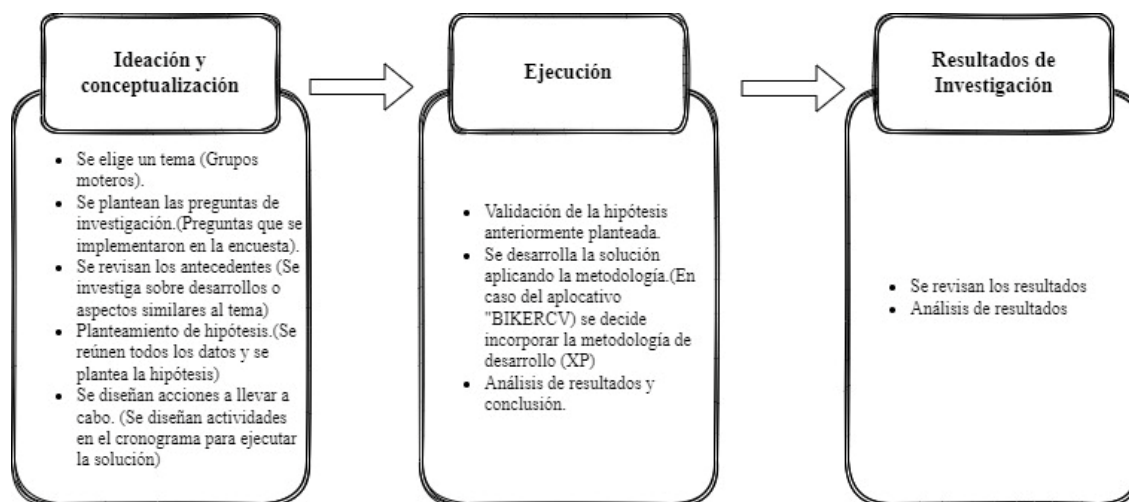 Ideación y
conceptualización
• Se elige un tema (Grupos
moteros).
• Se plantean las preguntas de
investigación.(Preguntas que se
implementaron en la encuesta).
• Se revisan los antecedentes (Se
investiga sobre desarrollos o
aspectos similares al tema)
• Planteamiento de hipótesis.(Se
reúnen todos los datos y se
plantea la hipótesis)
• Se diseñan acciones a llevar a
cabo. (Se diseñan actividades
en el cronograma para ejecutar
la solución)
Ejecución
• Validación de la hipótesis
anteriormente planteada.
• Se desarrolla la solución
aplicando la metodología.(En
caso del aplocativo
"BIKERCV) se decide
incorporar la metodología de
desarrollo (XP)
• Análisis de resultados y
conclusión.
Resultados de
Investigación
• Se revisan los resultados
• Análisis de resultados